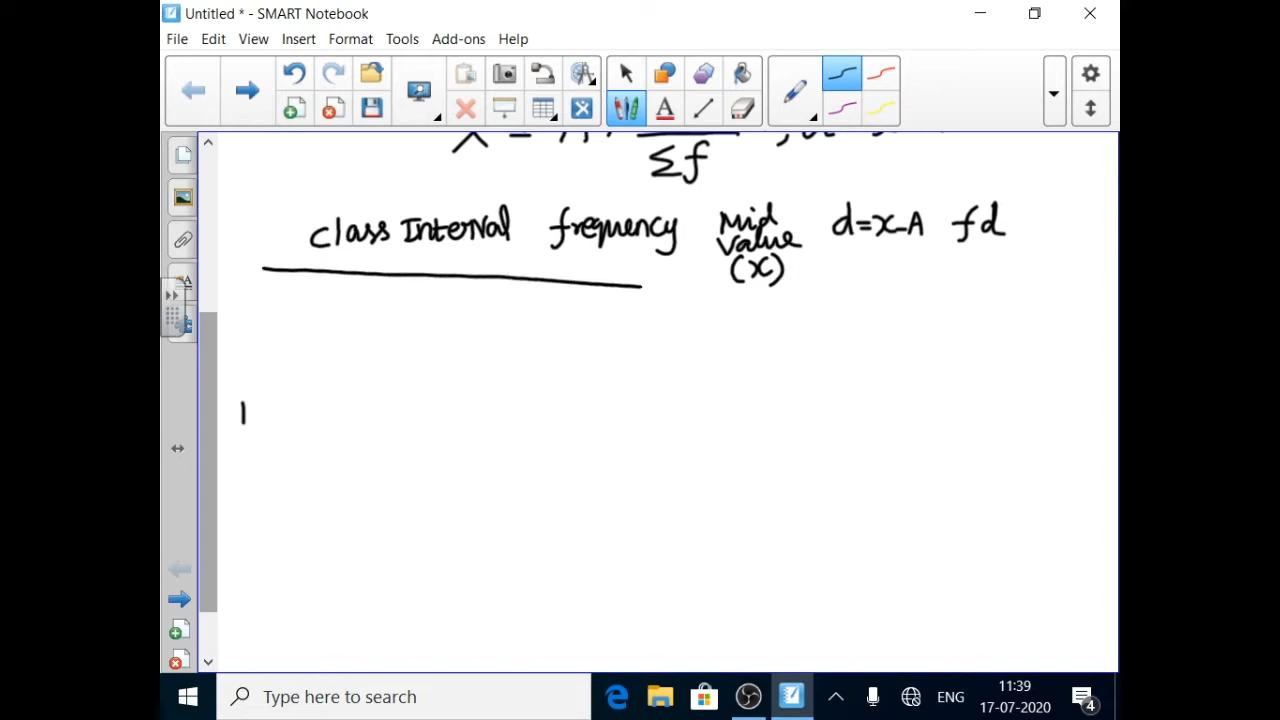 Untitled * - SMART Notebook
File Edit View Insert Format Tools Add-ons Help
Σf
class Interval frequency Mid value (x) d=x-A fd
Type here to search
ENG
11:39
17-07-2020
4